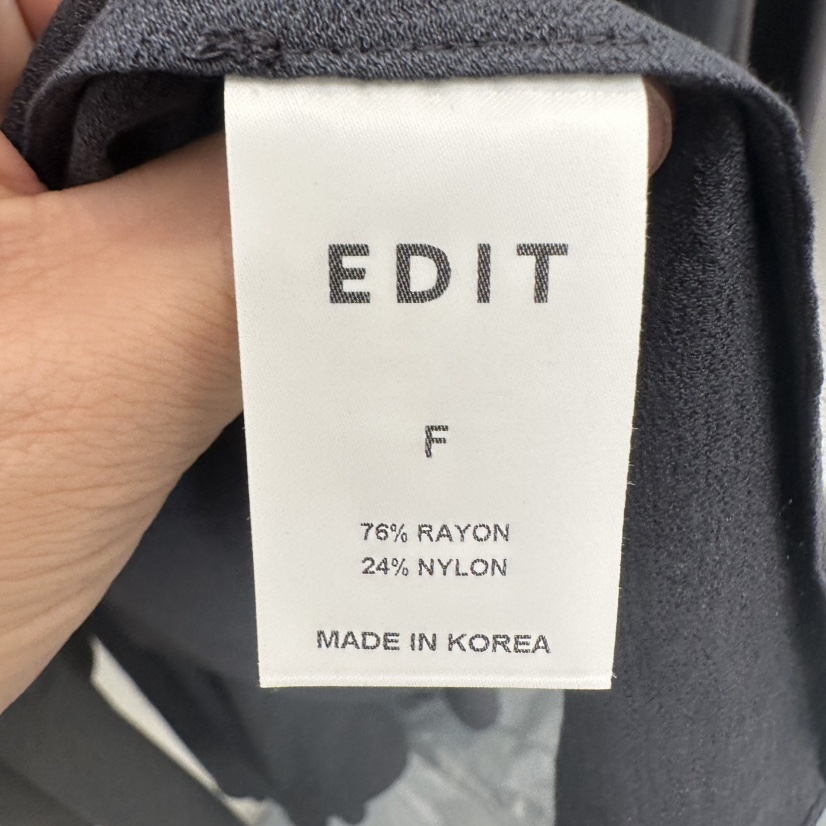 EDIT
F
76% RAYON
24% NYLON
MADE IN KOREA